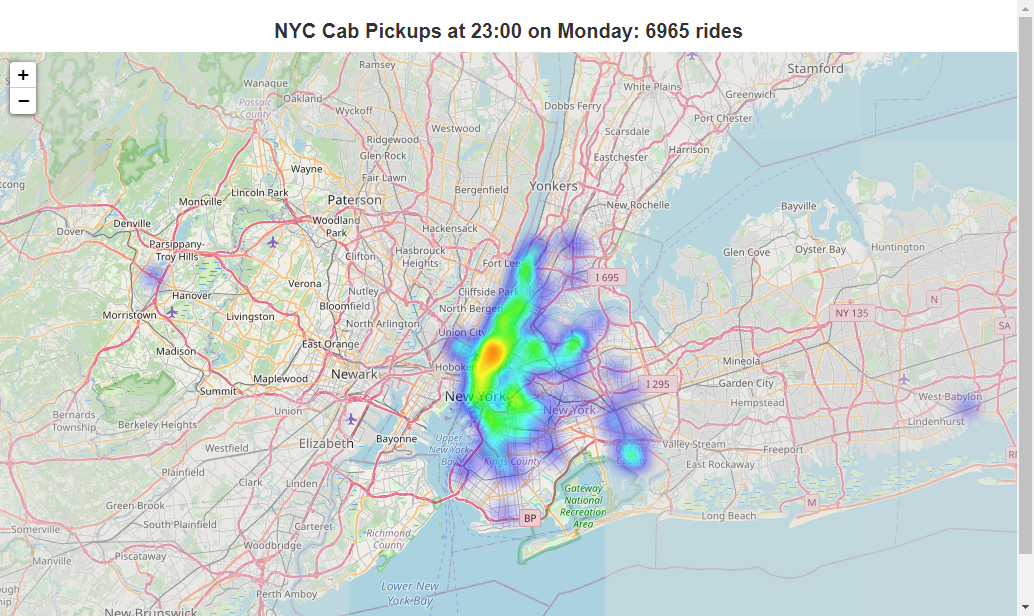 NYC Cab Pickups at 23:00 on Monday: 6965 rides
+
−
Ramsey
Stamford
Wanaque
White Plains
Greenwich
Passaic
County
Oakland
Wyckoff
Dobbs Ferry
Port Chester
Westwood
Scarsdale
Ridgewood
Glen Rock
Harrison
Eastchester
Wayne
Fair Lawn
Lincoln Park
Bergenfield
Yonkers
Montville
Paterson
New Rochelle
Bayville
Denville
Woodland
Park
Hackensack
Dover
Parsippany-
Troy Hills
Hasbrouck
Heights
Clifton
Glen Cove
Oyster Bay
Huntington
Fort Lee
I 695
Verona
Nutley
Cliffside Park
Hanover
Bloomfield
North Bergen
N
Morristown
Livingston
North Arlington
NY 135
SA
Union City
East Orange
Madison
Mineola
Newark
Hoboken
Maplewood
I 295
Garden City
Summit
New York
Hempstead
West Babylon
Union
New York
Bernards
Township
Berkeley Heights
Lindenhurst
Elizabeth
Bayonne
Upper
New York
Bay
Valley Stream
Freeport
Westfield
Kings County
East Rockaway
Plainfield
Clark
Linden
Gateway
National
Recreation
Area
Green Brook
M
South Plainfield
Carteret
BP
Long Beach
Somerville
Richmond
County
Woodbridge
Piscataway
Manville
Perth Amboy
Lower New
York Bay
New Brunswick